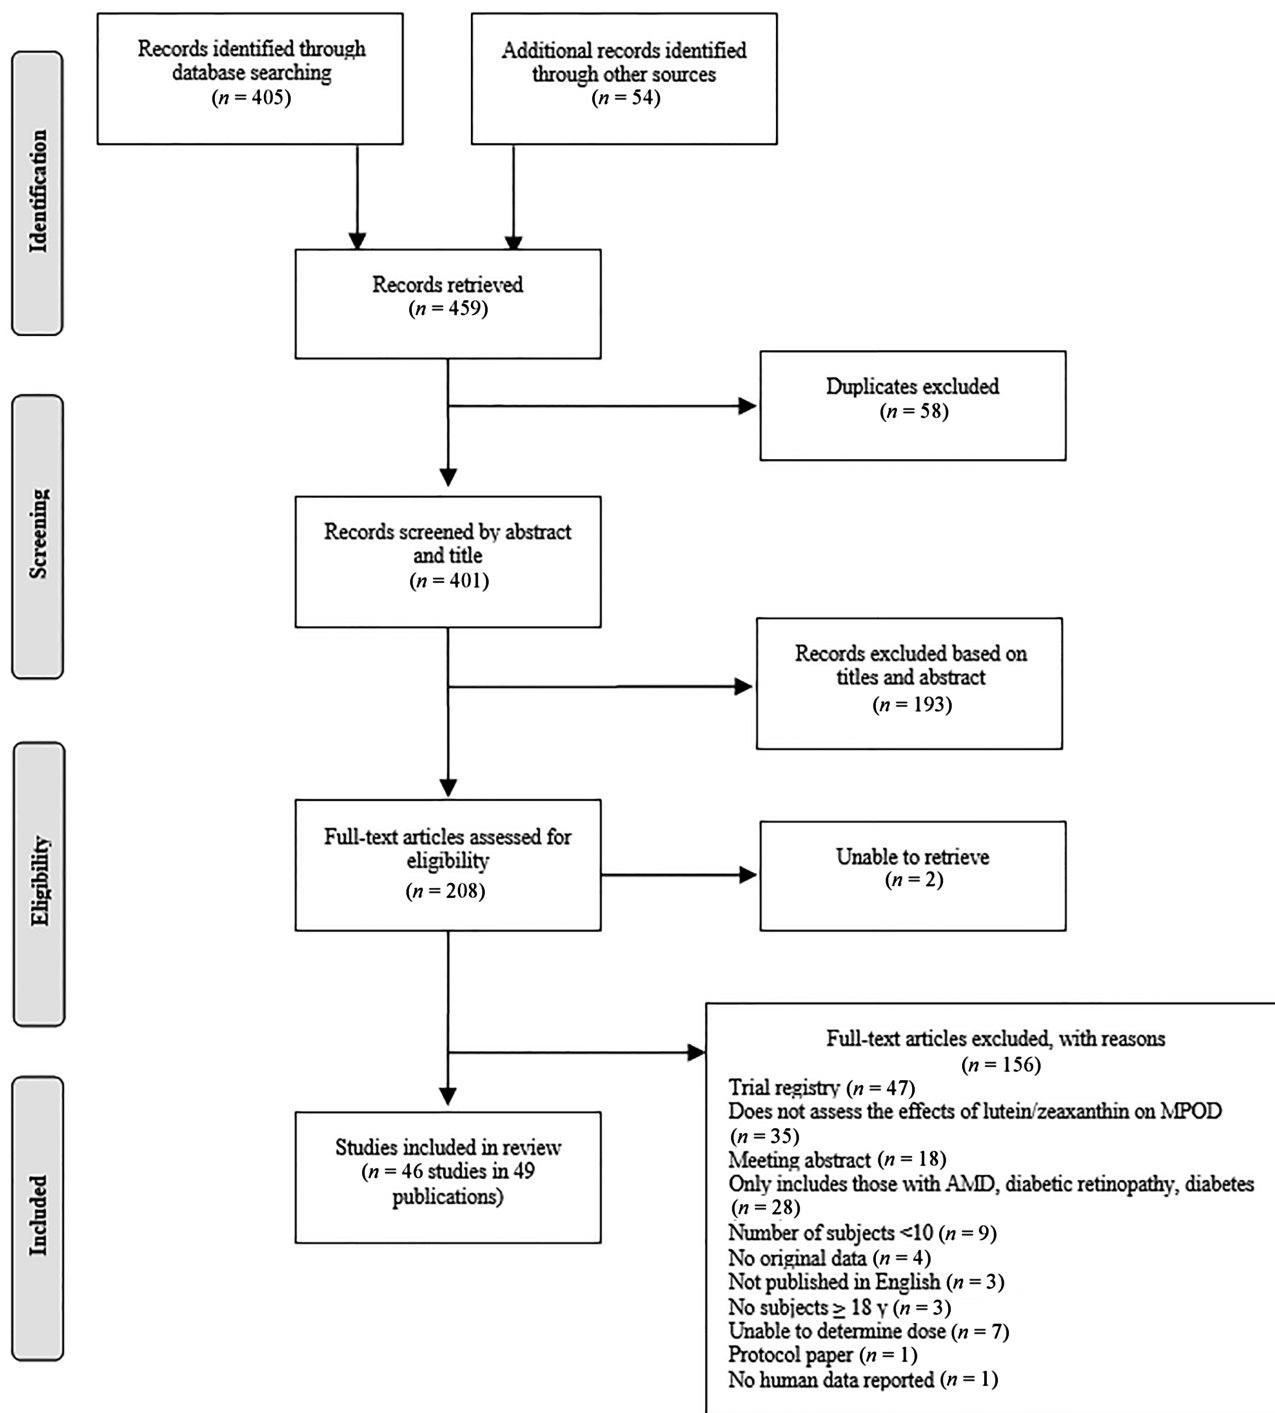 Identification
Records identified through
database searching
(n = 405)
Additional records identified
through other sources
(n = 54)
Records retrieved
(n = 459)
Duplicates excluded
(n = 58)
Screening
Records screened by abstract
and title
(n = 401)
Records excluded based on
titles and abstract
(n = 193)
Eligibility
Full-text articles assessed for
eligibility
(n = 208)
Unable to retrieve
(n = 2)
Full-text articles excluded, with reasons
(n = 156)
Trial registry (n = 47)
Does not assess the effects of lutein/zeaxanthin on MPOD
(n = 35)
Meeting abstract (n = 18)
Only includes those with AMD, diabetic retinopathy, diabetes
(n = 28)
Number of subjects <10 (n = 9)
No original data (n = 4)
Not published in English (n = 3)
No subjects ≥ 18 y (n = 3)
Unable to determine dose (n = 7)
Protocol paper (n = 1)
No human data reported (n = 1)
Included
Studies included in review
(n = 46 studies in 49
publications)